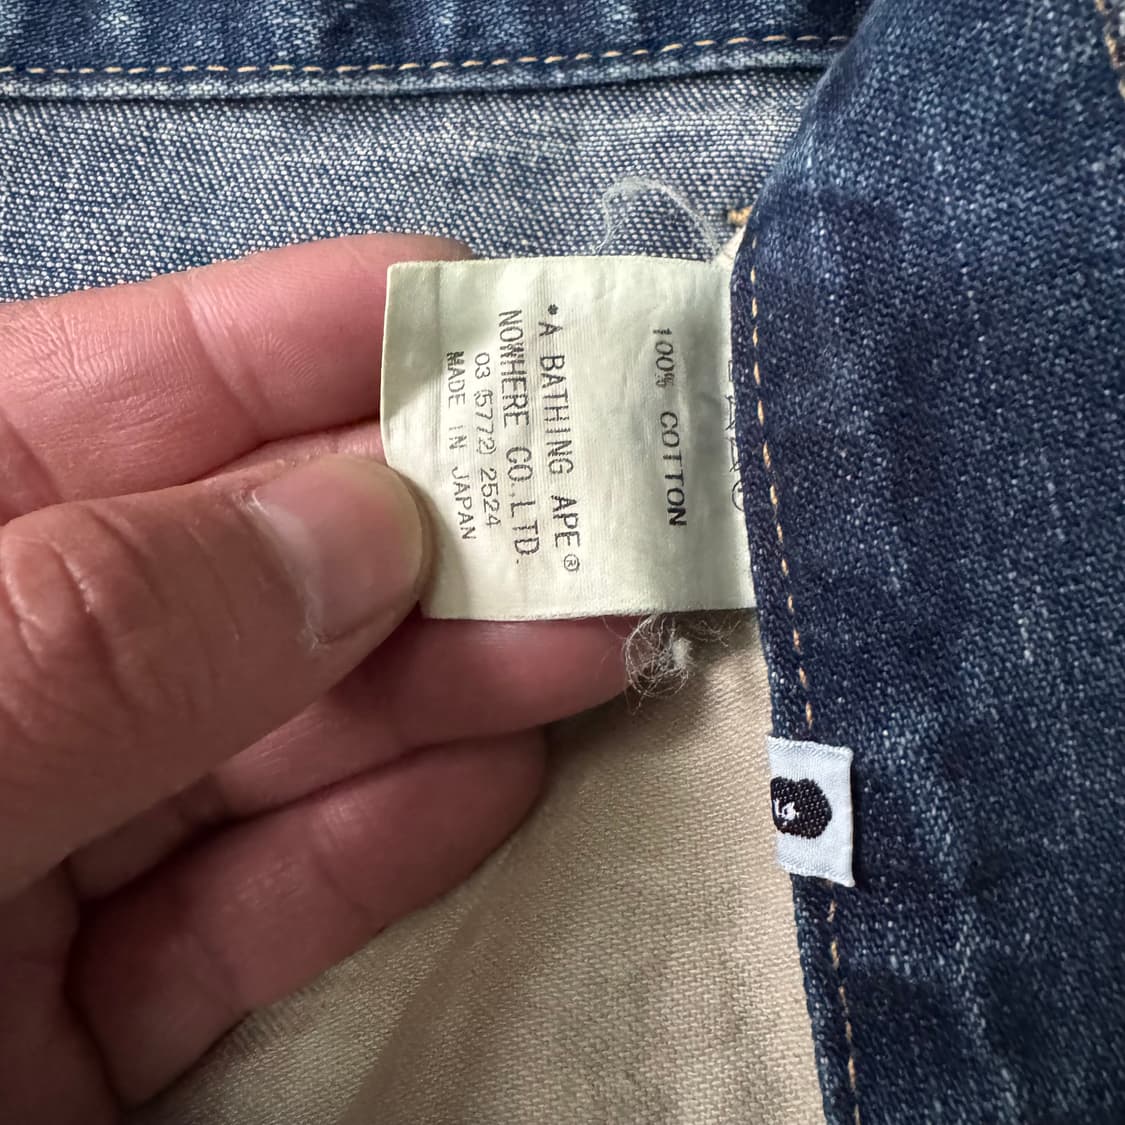 100% COTTON
•A BATHING APE®
NOWHERE CO.,LTD.
03 (5772) 2524
MADE IN JAPAN